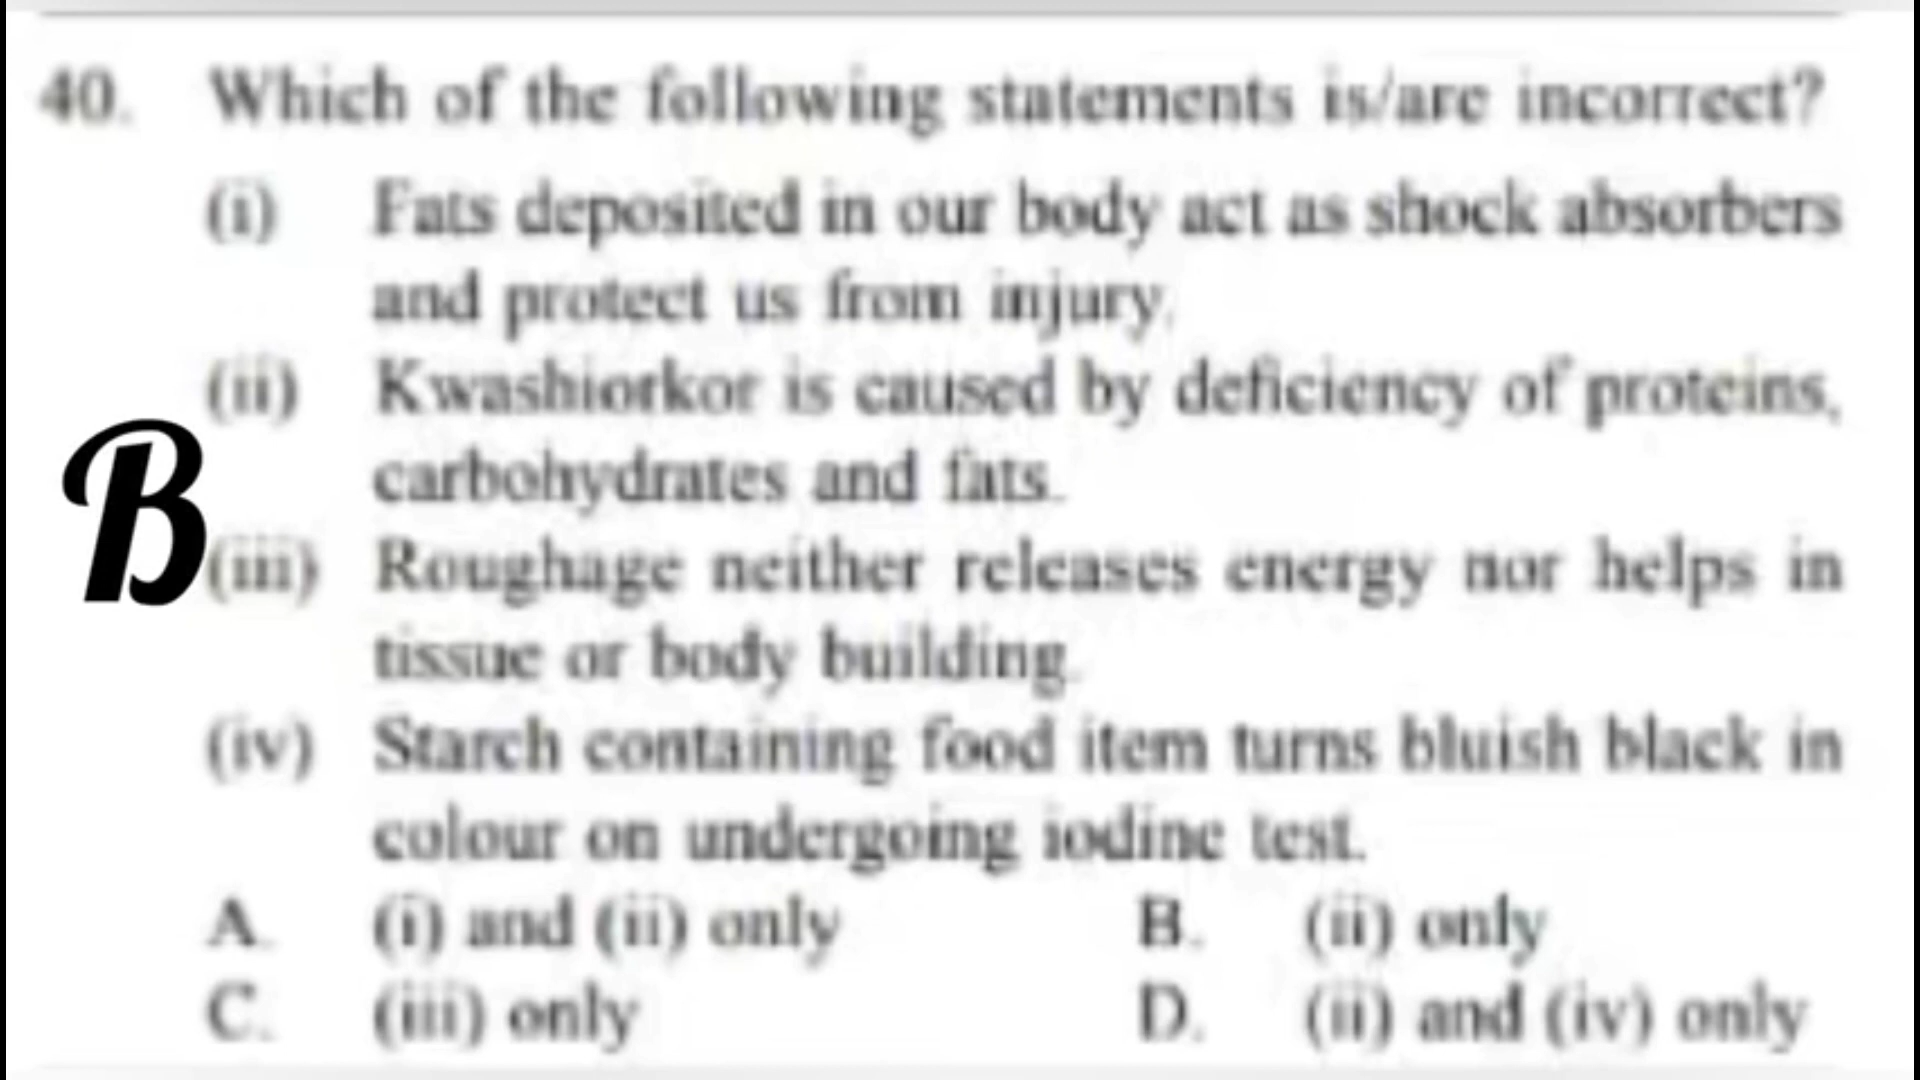 40. Which of the following statements is/are incorrect?
(i) Fats deposited in our body act as shock absorbers
and protect us from injury.
(ii) Kwashiorkor is caused by deficiency of proteins,
carbohydrates and fats.
B
(iii) Roughage neither releases energy nor helps in
tissue or body building.
(iv) Starch containing food item turns bluish black in
colour on undergoing iodine test.
A. (i) and (ii) only B. (ii) only
C. (iii) only D. (ii) and (iv) only